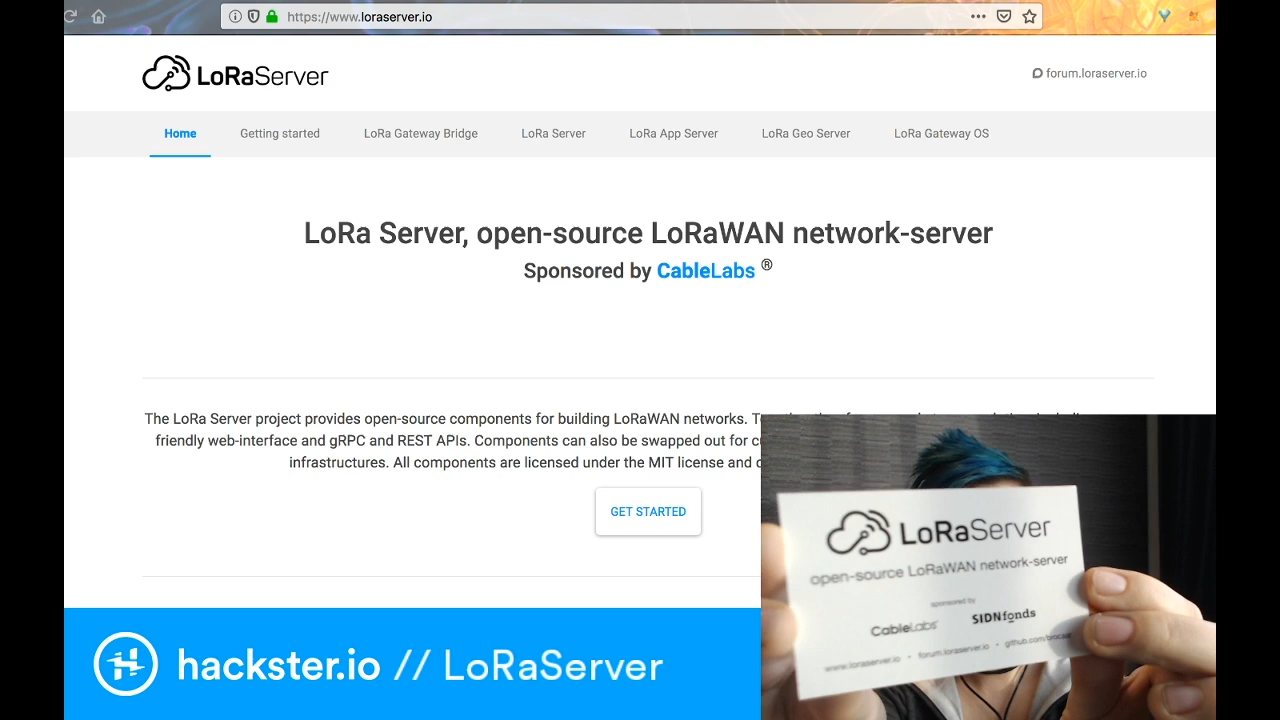 https://www.loraserver.io
LoRaServer
forum.loraserver.io
Home Getting started LoRa Gateway Bridge LoRa Server LoRa App Server LoRa Geo Server LoRa Gateway OS
LoRa Server, open-source LoRaWAN network-server
Sponsored by CableLabs ®
The LoRa Server project provides open-source components for building LoRaWAN networks.
friendly web-interface and gRPC and REST APIs. Components can also be swapped out for
infrastructures. All components are licensed under the MIT license and
GET STARTED
LoRaServer
open-source LoRaWAN network-server
sponsored by
CableLabs SIDNfonds
www.loraserver.io - forum.loraserver.io - github.com/brocaar
hackster.io // LoRaServer